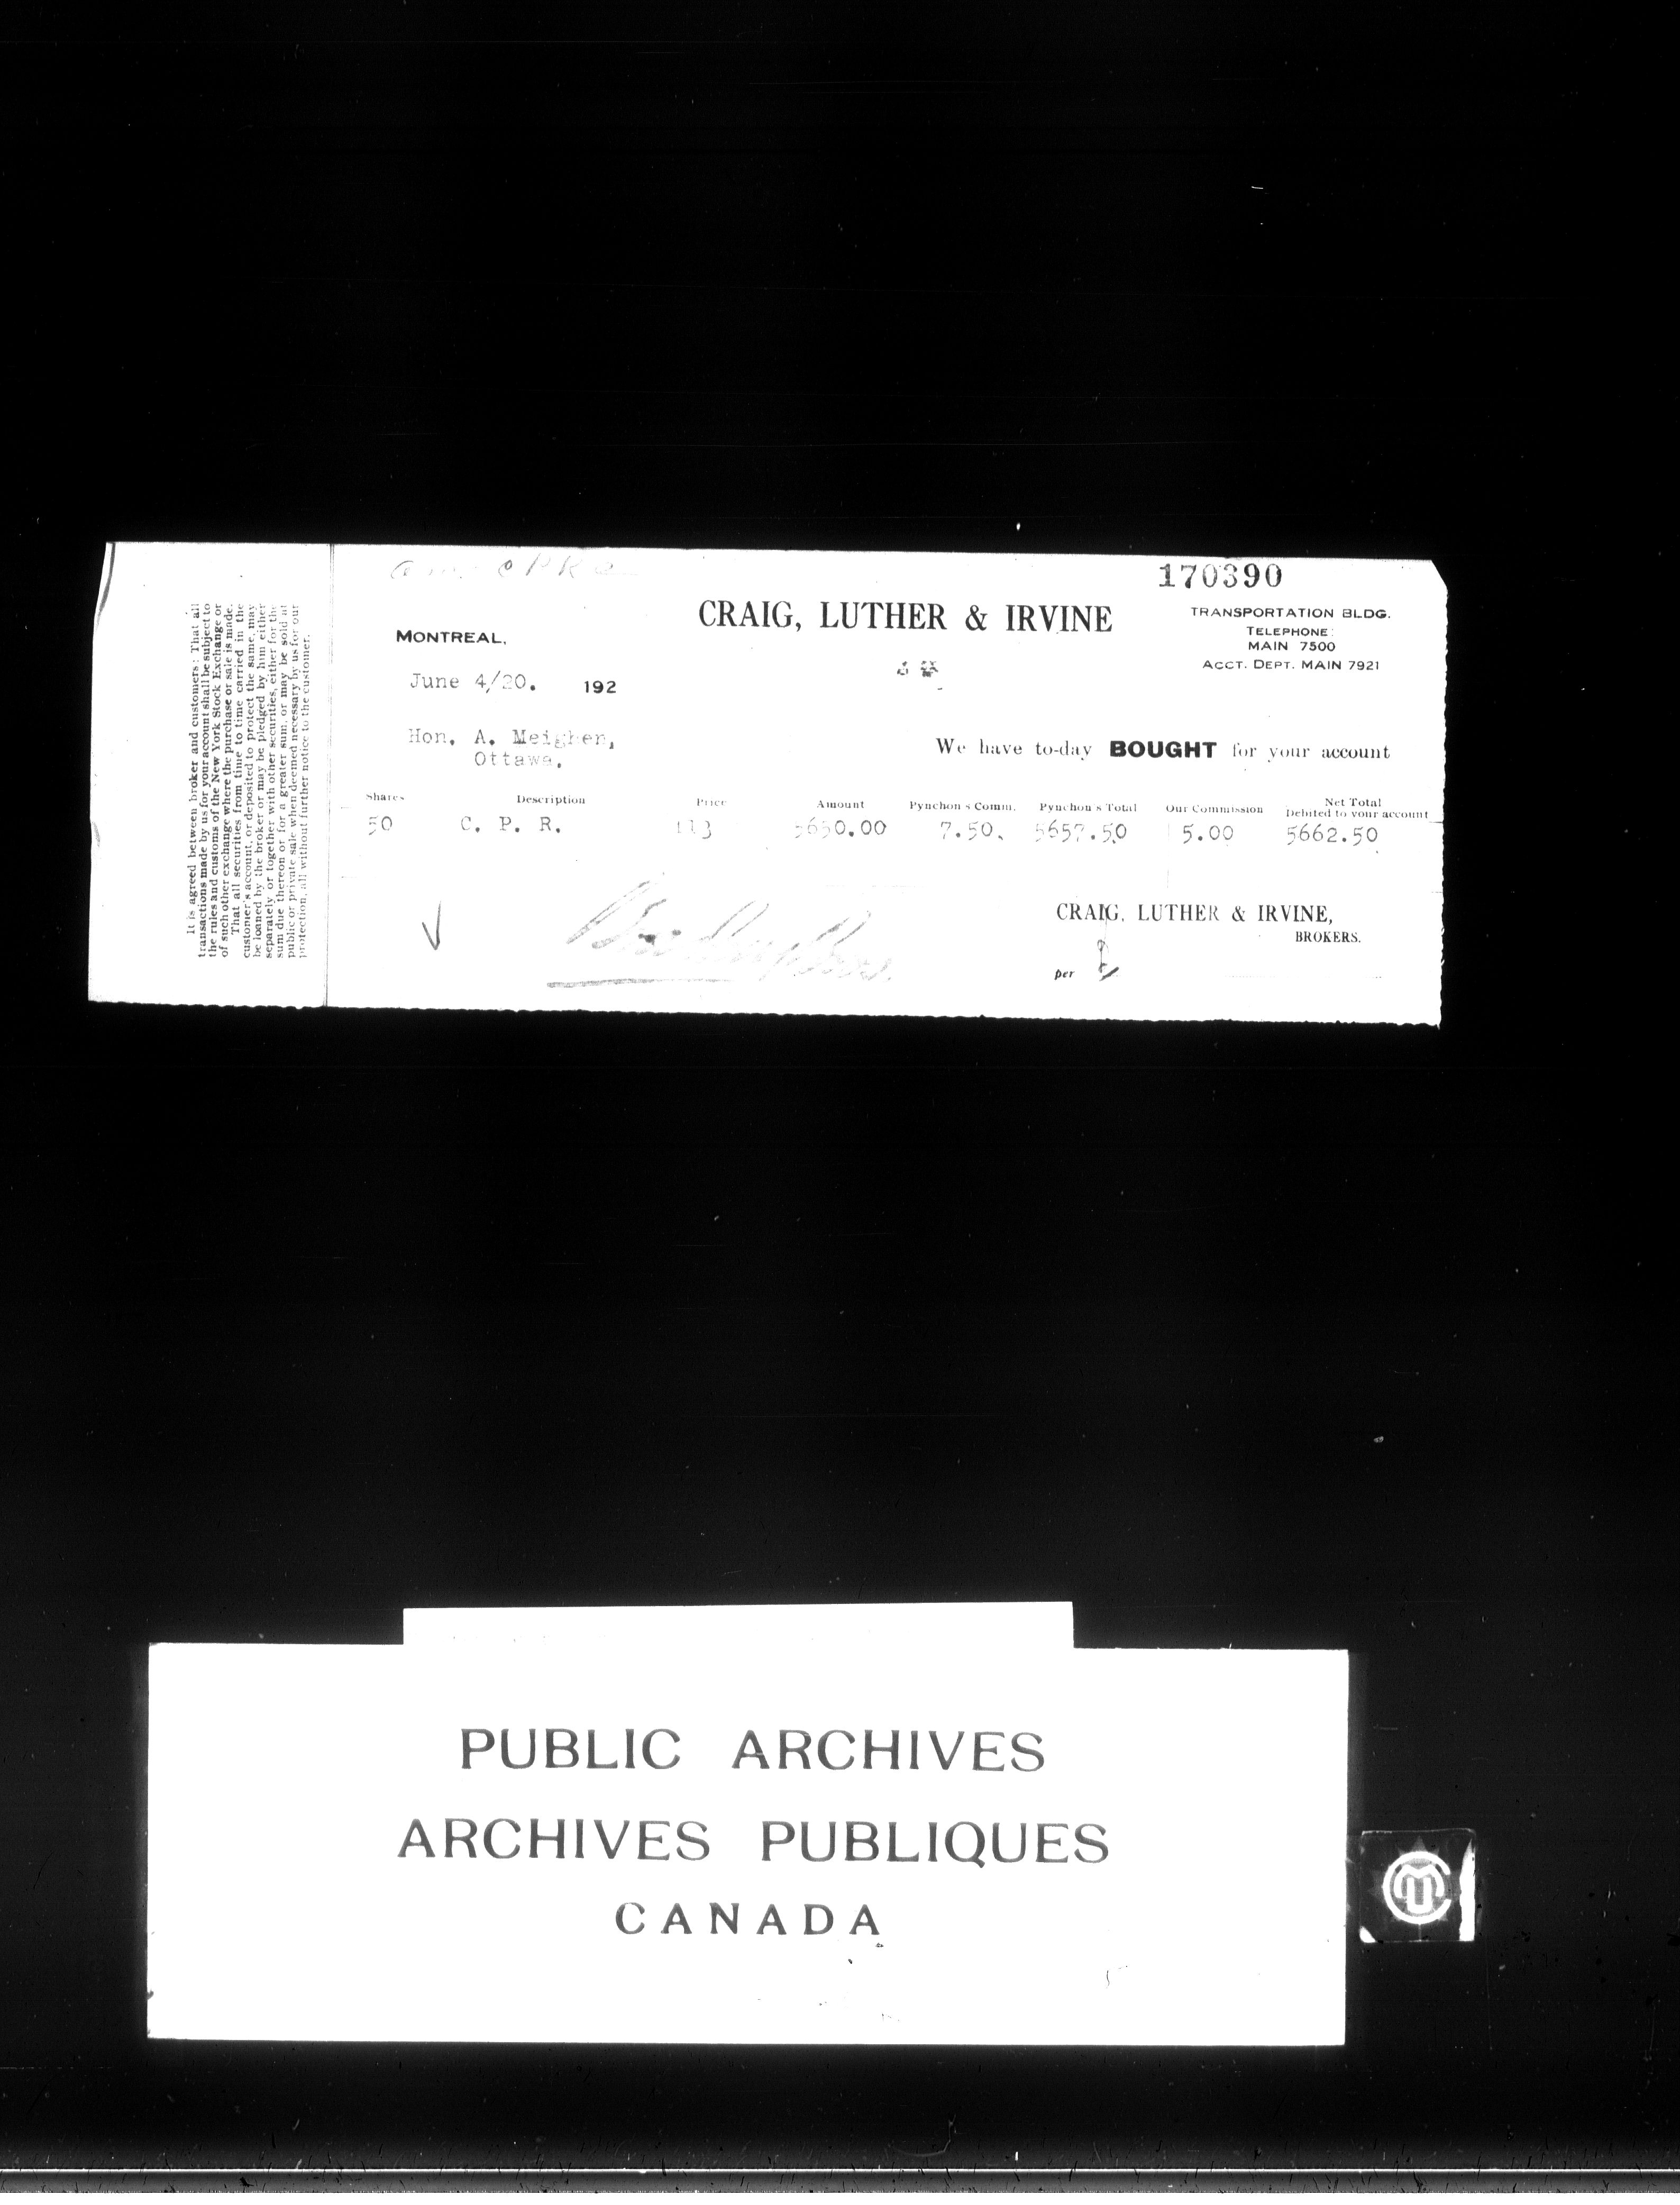 170390
CRAIG, LUTHER & IRVINE
TRANSPORTATION BLDG.
TELEPHONE:
MAIN 7500
ACCT. DEPT. MAIN 7921
MONTREAL,
June 4/20. 192
Hon. A. Meighen,
Ottawa.
We have to-day BOUGHT for your account
Shares Description Price Amount Pynchon's Comm. Pynchon's Total Our Commission Net Total Debited to your account
50 C. P. R. 113 5650.00 7.50. 5657.50 5.00 5662.50
CRAIG, LUTHER & IRVINE,
BROKERS.
per
It is agreed between broker and customers: That all
transactions made by us for your account shall be subject to
the rules and customs of the New York Stock Exchange or
of such other exchange where the purchase or sale is made.
That all securities from time to time carried in the
customer's account, or deposited to protect the same, may
be loaned by the broker or may be pledged by him either
separately, or together with other securities, either for the
sum due thereon or for a greater sum, or may be sold at
public or private sale when deemed necessary by us for our
protection, all without further notice to the customer.
PUBLIC ARCHIVES
ARCHIVES PUBLIQUES
CANADA